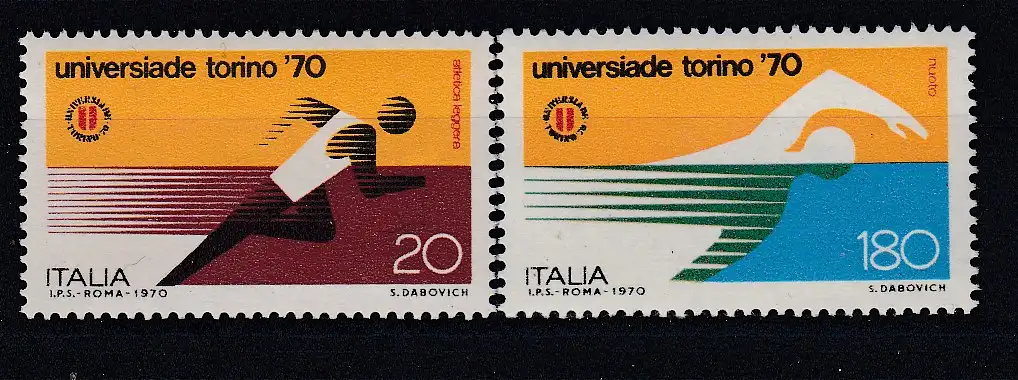 universiade torino '70
atletica leggera
20
ITALIA
I.P.S.-ROMA-1970
S. DABOVICH
universiade torino '70
nuoto
180
ITALIA
I.P.S.-ROMA-1970
S. DABOVICH